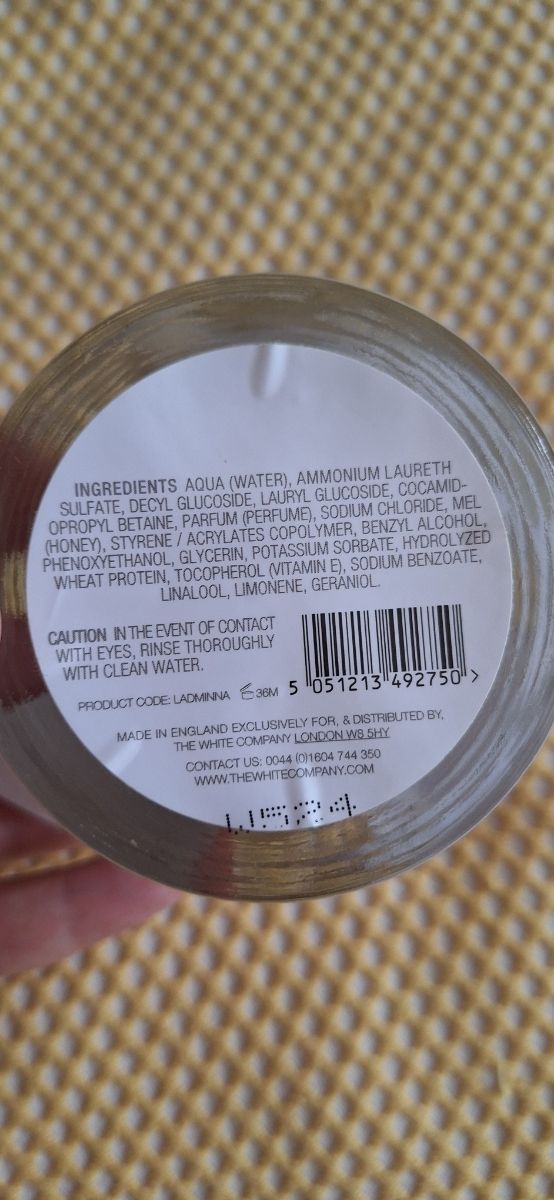 INGREDIENTS AQUA (WATER), AMMONIUM LAURETH
SULFATE, DECYL GLUCOSIDE, LAURYL GLUCOSIDE, COCAMID-
OPROPYL BETAINE, PARFUM (PERFUME), SODIUM CHLORIDE, MEL
(HONEY), STYRENE / ACRYLATES COPOLYMER, BENZYL ALCOHOL,
PHENOXYETHANOL, GLYCERIN, POTASSIUM SORBATE, HYDROLYZED
WHEAT PROTEIN, TOCOPHEROL (VITAMIN E), SODIUM BENZOATE,
LINALOOL, LIMONENE, GERANIOL.
CAUTION IN THE EVENT OF CONTACT
WITH EYES, RINSE THOROUGHLY
WITH CLEAN WATER.
PRODUCT CODE: LADMINNA 36M
5 051213 492750 >
MADE IN ENGLAND EXCLUSIVELY FOR, & DISTRIBUTED BY,
THE WHITE COMPANY LONDON W8 5HY
CONTACT US: 0044 (0)1604 744 350
WWW.THEWHITECOMPANY.COM